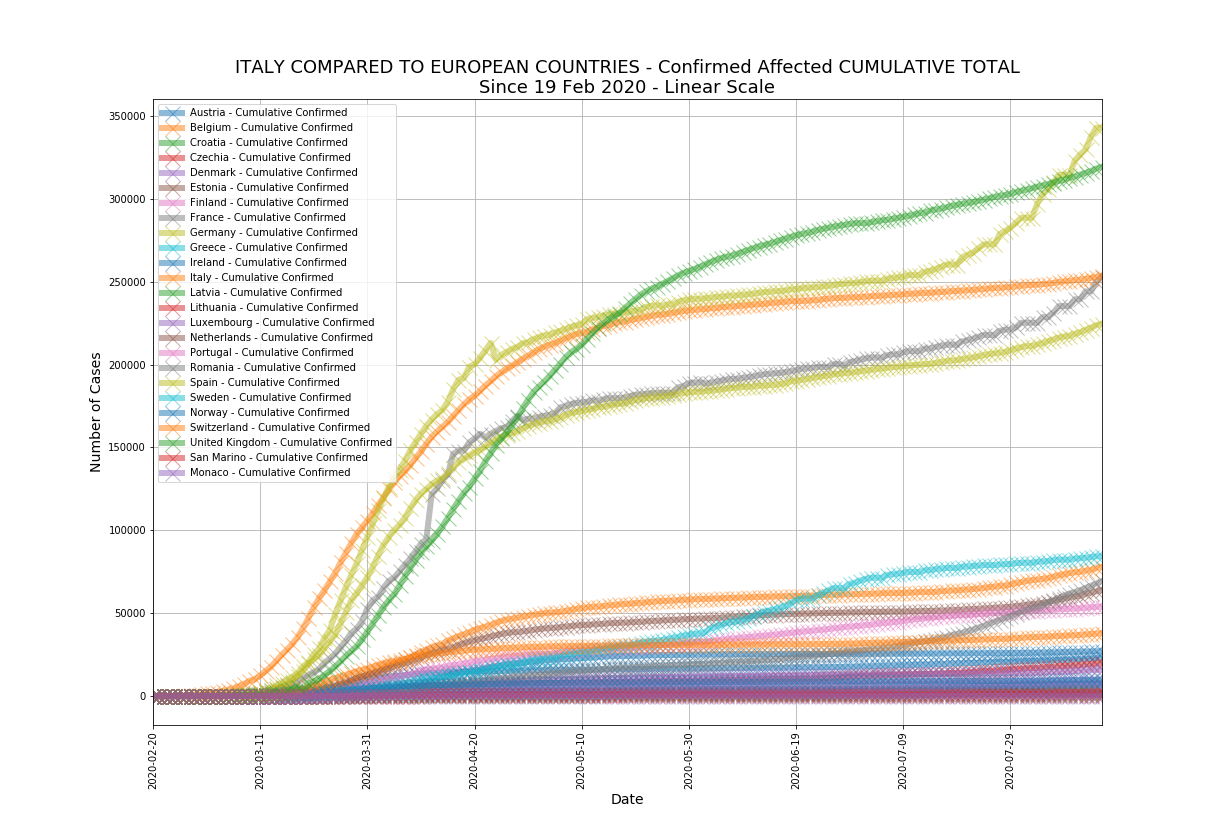 ITALY COMPARED TO EUROPEAN COUNTRIES - Confirmed Affected CUMULATIVE TOTAL
Since 19 Feb 2020 - Linear Scale
Number of Cases
350000
300000
250000
200000
150000
100000
50000
0
Austria - Cumulative Confirmed
Belgium - Cumulative Confirmed
Croatia - Cumulative Confirmed
Czechia - Cumulative Confirmed
Denmark - Cumulative Confirmed
Estonia - Cumulative Confirmed
Finland - Cumulative Confirmed
France - Cumulative Confirmed
Germany - Cumulative Confirmed
Greece - Cumulative Confirmed
Ireland - Cumulative Confirmed
Italy - Cumulative Confirmed
Latvia - Cumulative Confirmed
Lithuania - Cumulative Confirmed
Luxembourg - Cumulative Confirmed
Netherlands - Cumulative Confirmed
Portugal - Cumulative Confirmed
Romania - Cumulative Confirmed
Spain - Cumulative Confirmed
Sweden - Cumulative Confirmed
Norway - Cumulative Confirmed
Switzerland - Cumulative Confirmed
United Kingdom - Cumulative Confirmed
San Marino - Cumulative Confirmed
Monaco - Cumulative Confirmed
2020-02-20
2020-03-11
2020-03-31
2020-04-20
2020-05-10
2020-05-30
2020-06-19
2020-07-09
2020-07-29
Date